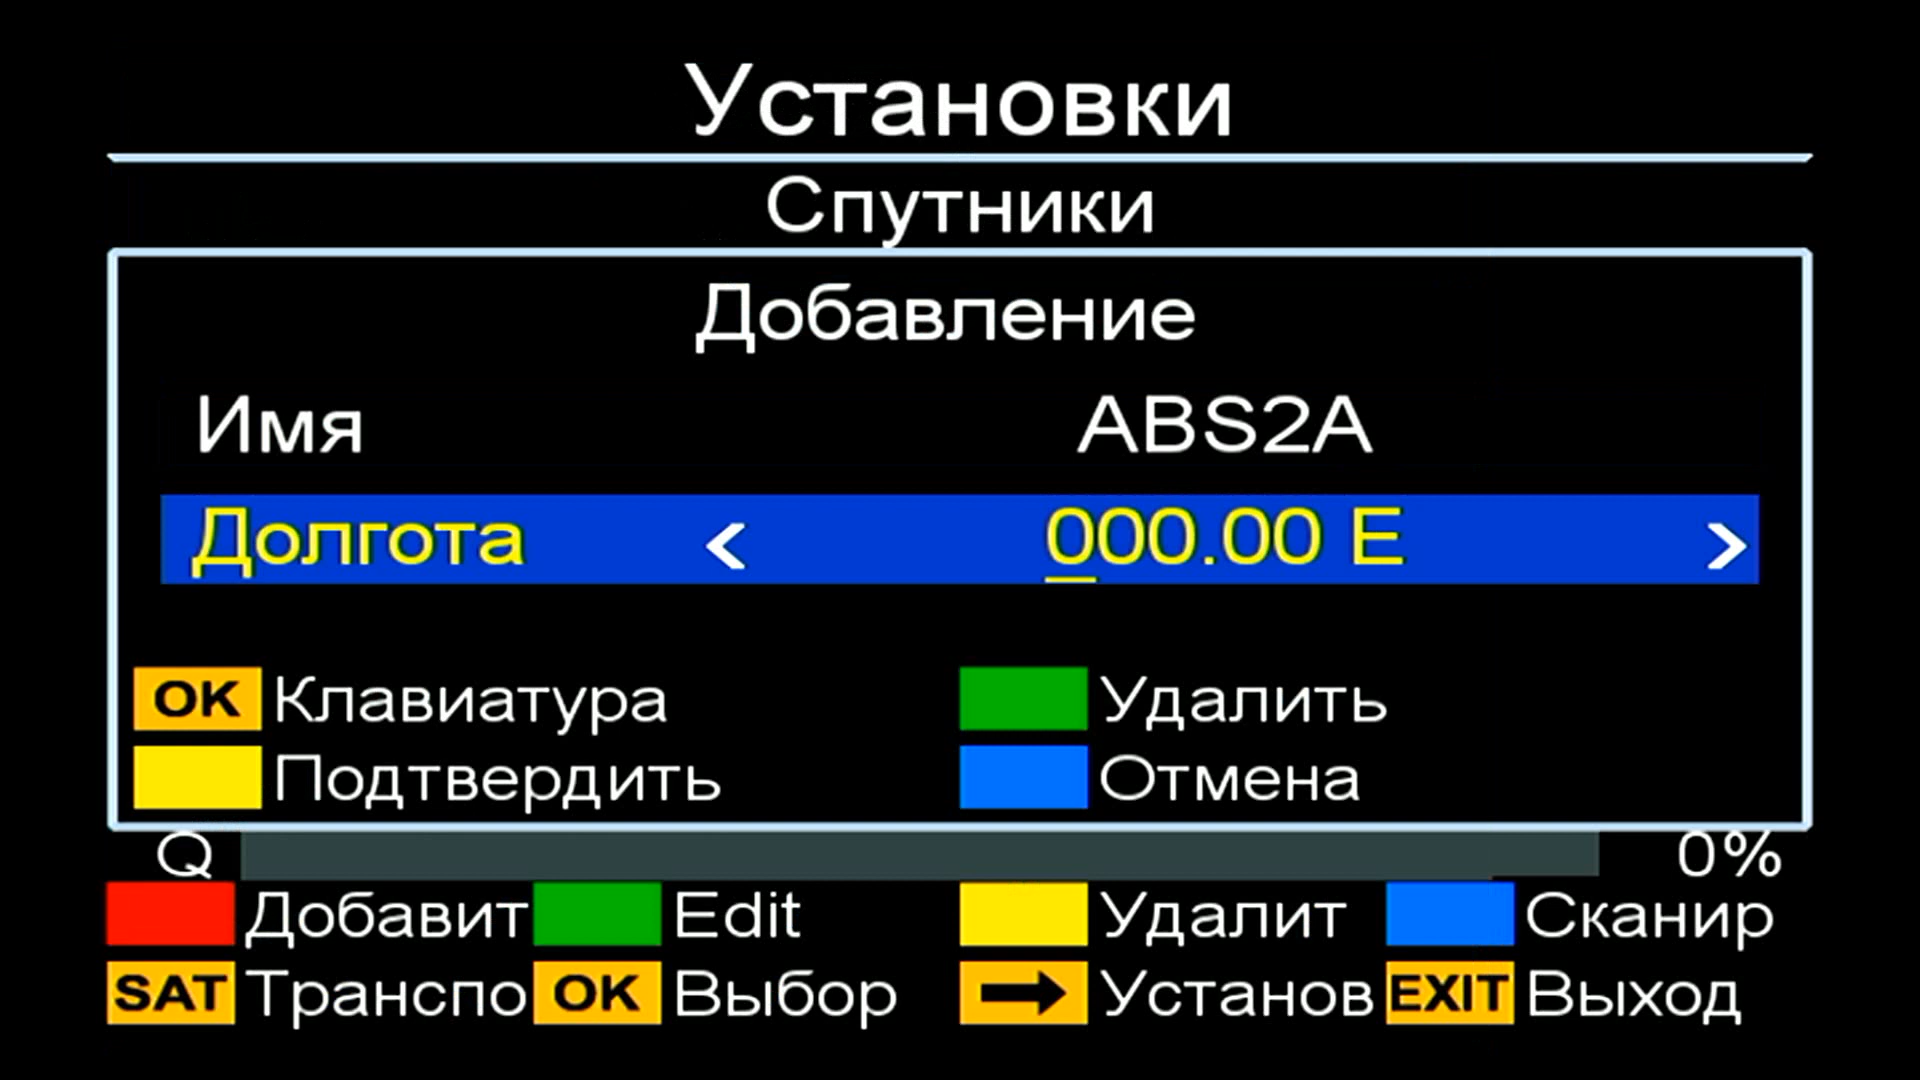 Установки
Спутники
Добавление
Имя ABS2A
Долгота < 000.00 E >
OK Клавиатура Удалить
Подтвердить Отмена
Q 0%
Добавит Edit Удалит Сканир
SAT Транспо OK Выбор → Установ EXIT Выход